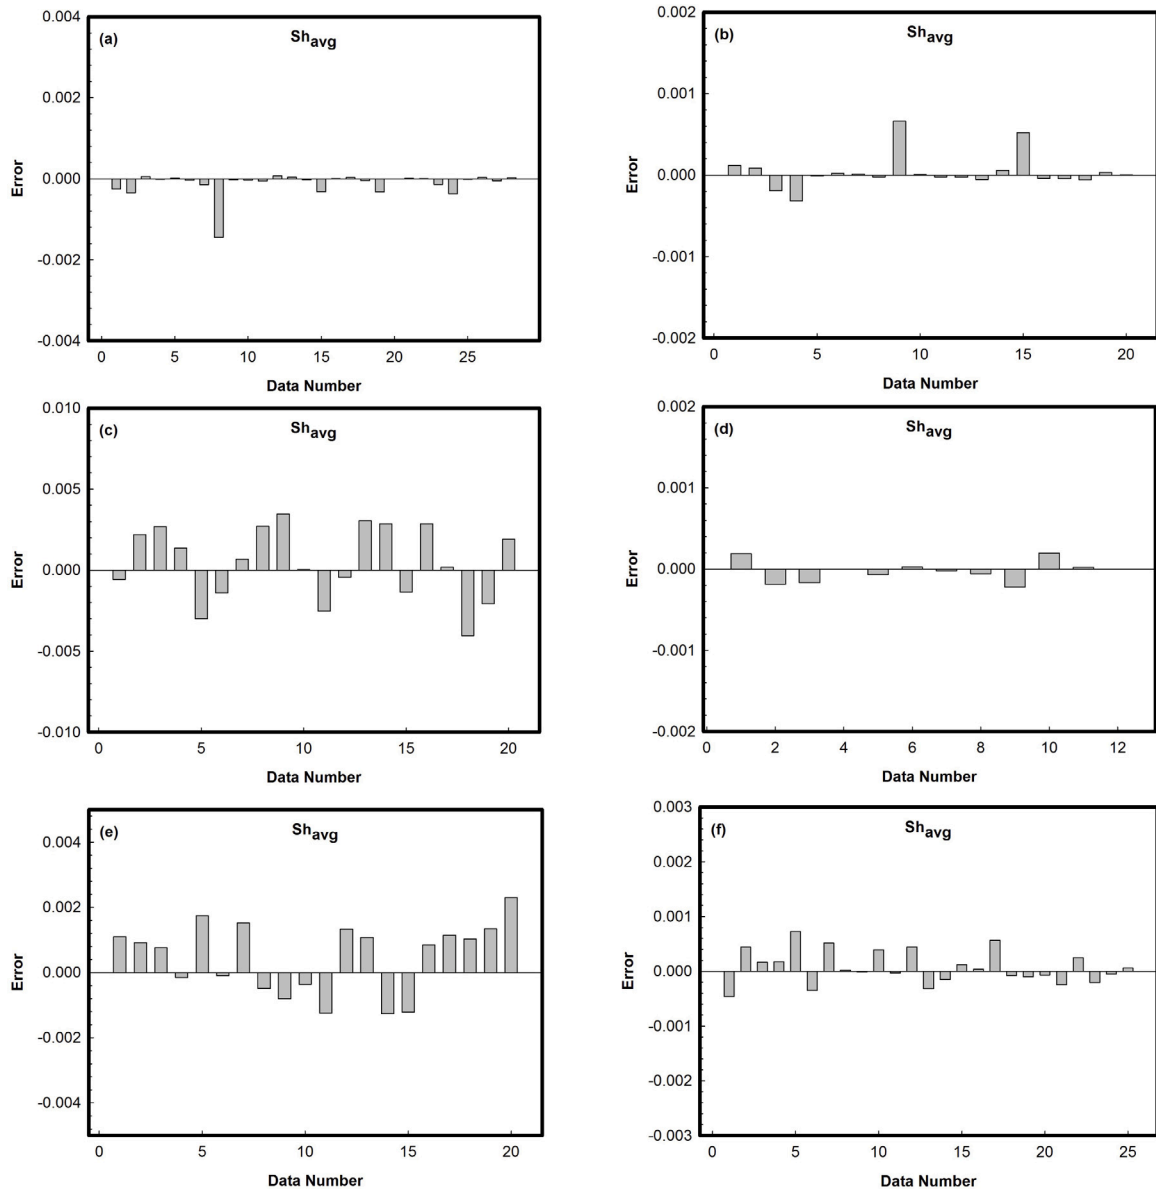 (a)
Sh_avg
0.004
0.002
0.000
-0.002
-0.004
Error
0 5 10 15 20 25
Data Number
(b)
Sh_avg
0.002
0.001
0.000
-0.001
-0.002
Error
0 5 10 15 20
Data Number
(c)
Sh_avg
0.010
0.005
0.000
-0.005
-0.010
Error
0 5 10 15 20
Data Number
(d)
Sh_avg
0.002
0.001
0.000
-0.001
-0.002
Error
0 2 4 6 8 10 12
Data Number
(e)
Sh_avg
0.004
0.002
0.000
-0.002
-0.004
Error
0 5 10 15 20
Data Number
(f)
Sh_avg
0.003
0.002
0.001
0.000
-0.001
-0.002
-0.003
Error
0 5 10 15 20 25
Data Number